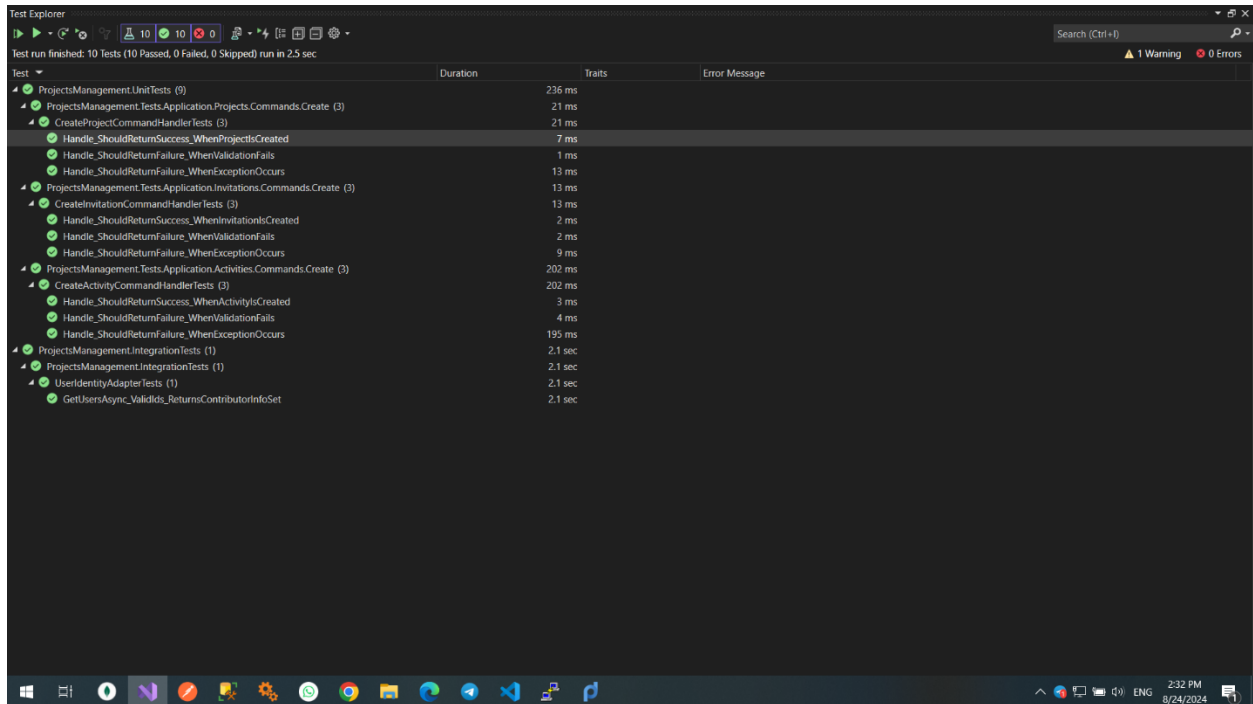 Test Explorer
10 10 0 Search (Ctrl+I)
Test run finished: 10 Tests (10 Passed, 0 Failed, 0 Skipped) run in 2.5 sec 1 Warning 0 Errors
Test Duration Traits Error Message
ProjectsManagement.UnitTests (9) 236 ms
ProjectsManagement.Tests.Application.Projects.Commands.Create (3) 21 ms
CreateProjectCommandHandlerTests (3) 21 ms
Handle_ShouldReturnSuccess_WhenProjectIsCreated 7 ms
Handle_ShouldReturnFailure_WhenValidationFails 1 ms
Handle_ShouldReturnFailure_WhenExceptionOccurs 13 ms
ProjectsManagement.Tests.Application.Invitations.Commands.Create (3) 13 ms
CreateInvitationCommandHandlerTests (3) 13 ms
Handle_ShouldReturnSuccess_WhenInvitationIsCreated 2 ms
Handle_ShouldReturnFailure_WhenValidationFails 2 ms
Handle_ShouldReturnFailure_WhenExceptionOccurs 9 ms
ProjectsManagement.Tests.Application.Activities.Commands.Create (3) 202 ms
CreateActivityCommandHandlerTests (3) 202 ms
Handle_ShouldReturnSuccess_WhenActivityIsCreated 3 ms
Handle_ShouldReturnFailure_WhenValidationFails 4 ms
Handle_ShouldReturnFailure_WhenExceptionOccurs 195 ms
ProjectsManagement.IntegrationTests (1) 2.1 sec
ProjectsManagement.IntegrationTests (1) 2.1 sec
UserIdentityAdapterTests (1) 2.1 sec
GetUsersAsync_ValidIds_ReturnsContributorInfoSet 2.1 sec
ENG 2:32 PM
8/24/2024 1